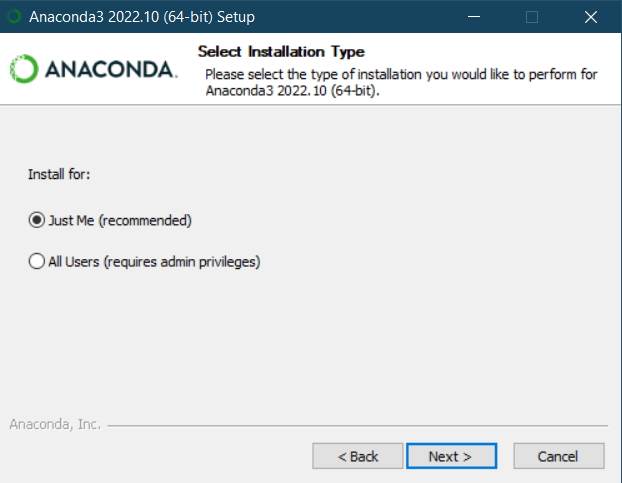 Anaconda3 2022.10 (64-bit) Setup
ANACONDA.
Select Installation Type
Please select the type of installation you would like to perform for
Anaconda3 2022.10 (64-bit).
Install for:
Just Me (recommended)
All Users (requires admin privileges)
Anaconda, Inc.
< Back
Next >
Cancel